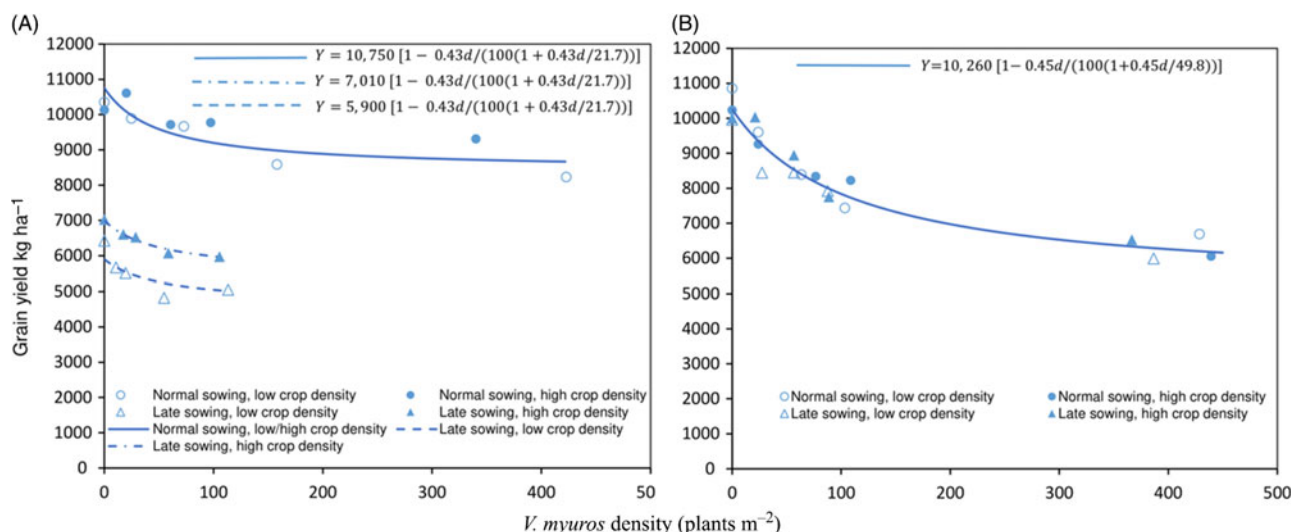 (A)
12000
11000
10000
9000
8000
7000
6000
5000
4000
3000
2000
1000
0
Grain yield kg ha⁻¹
Y = 10,750 [1 − 0.43d/(100(1 + 0.43d/21.7))]
Y = 7,010 [1 − 0.43d/(100(1 + 0.43d/21.7))]
Y = 5,900 [1 − 0.43d/(100(1 + 0.43d/21.7))]
Normal sowing, low crop density Normal sowing, high crop density
Late sowing, low crop density Late sowing, high crop density
Normal sowing, low/high crop density Late sowing, low crop density
Late sowing, high crop density
0 100 200 300 400 50
(B)
12000
11000
10000
9000
8000
7000
6000
5000
4000
3000
2000
1000
0
Y=10,260 [1−0.45d/(100(1+0.45d/49.8))]
Normal sowing, low crop density Normal sowing, high crop density
Late sowing, low crop density Late sowing, high crop density
0 100 200 300 400 500
V. myuros density (plants m⁻²)